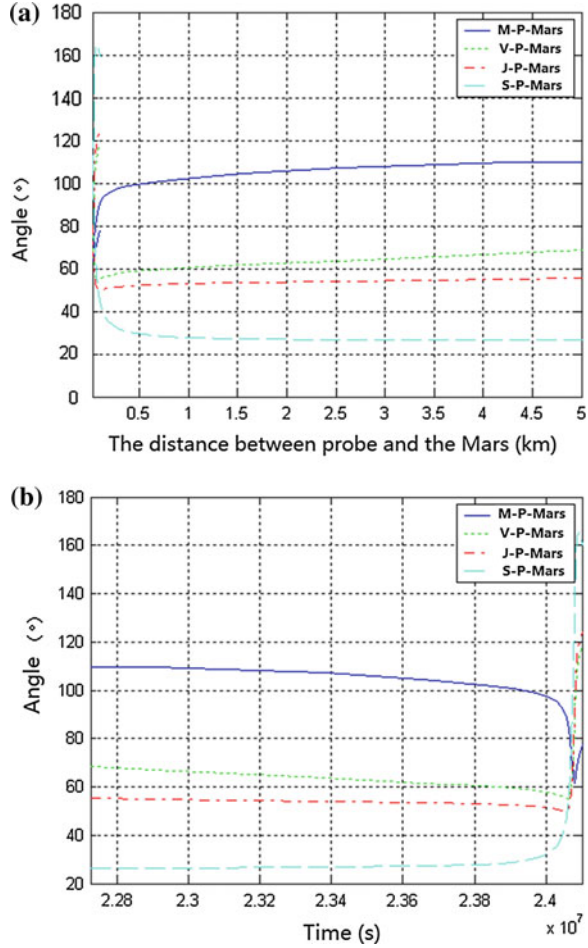 (a)
180
160
140
120
100
80
60
40
20
0
Angle (°)
M-P-Mars
V-P-Mars
J-P-Mars
S-P-Mars
0.5 1 1.5 2 2.5 3 3.5 4 4.5 5
The distance between probe and the Mars (km)
(b)
180
160
140
120
100
80
60
40
20
Angle (°)
M-P-Mars
V-P-Mars
J-P-Mars
S-P-Mars
2.28 2.3 2.32 2.34 2.36 2.38 2.4
× 10⁷
Time (s)